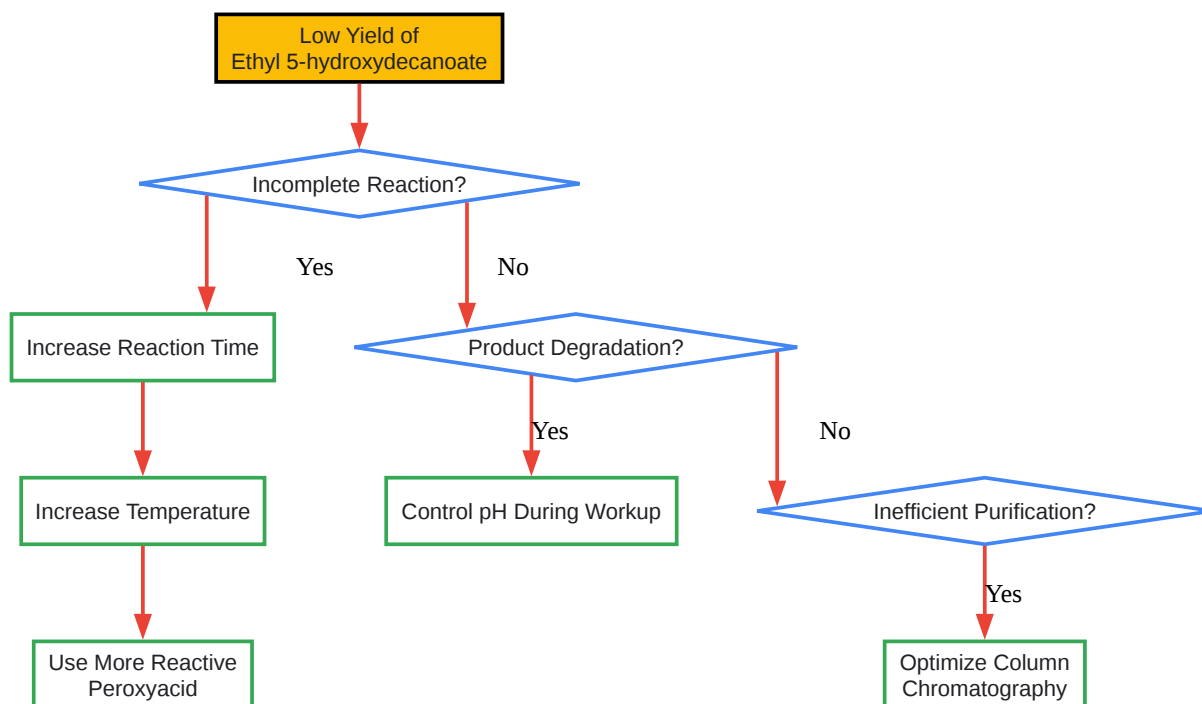 Low Yield of
Ethyl 5-hydroxydecanoate
Incomplete Reaction?
Yes
No
Increase Reaction Time
Product Degradation?
Yes
No
Increase Temperature
Control pH During Workup
Inefficient Purification?
Yes
Use More Reactive
Peroxyacid
Optimize Column
Chromatography